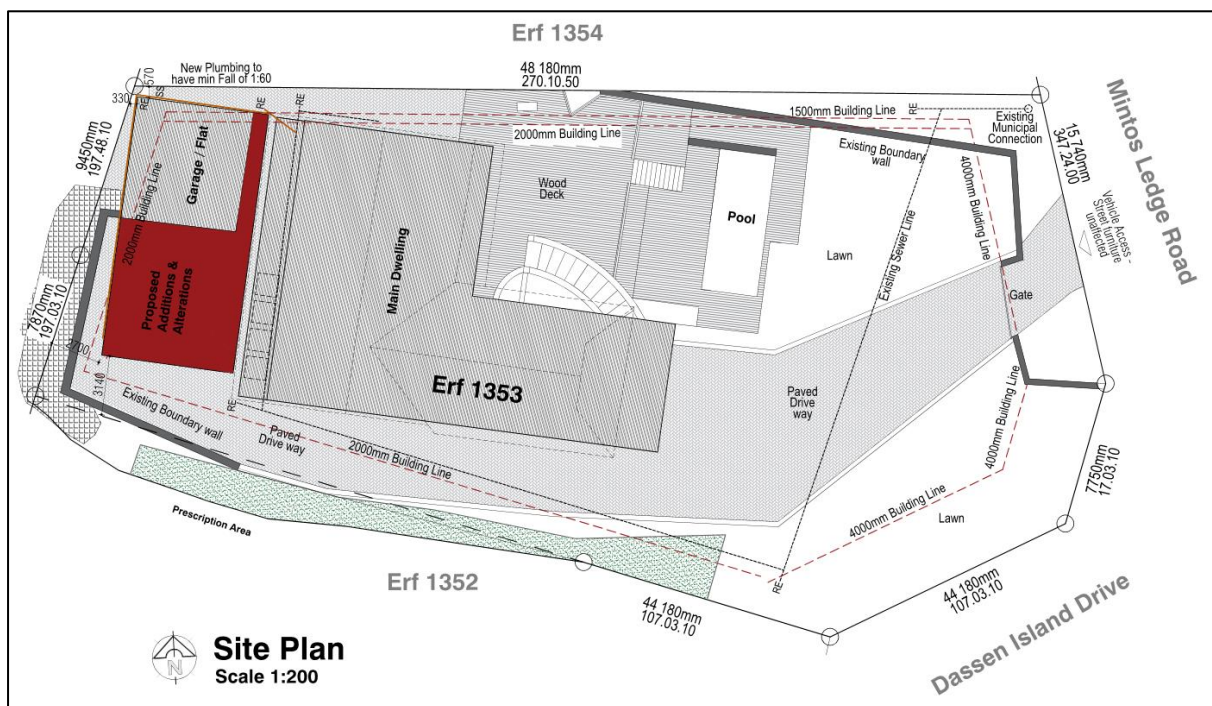 Erf 1354
New Plumbing to
have min Fall of 1:60
570
330
RE
SS
RE
RE
48 180mm
270.10.50
1500mm Building Line
2000mm Building Line
RE
Existing
Municipal
Connection
Mintos Ledge Road
15 740mm
347.24.00
9450mm
197.48.10
Garage / Flat
2000mm Building Line
Existing Boundary
wall
4000mm Building Line
Wood
Deck
Pool
Lawn
Existing Sewer Line
Vehicle Access -
Street furniture
unaffected
Main Dwelling
Proposed
Additions &
Alterations
Gate
7870mm
197.03.10
2700
3140
Erf 1353
RE
Existing Boundary wall
Paved
Drive way
2000mm Building Line
Paved
Drive way
4000mm Building Line
4000mm Building Line
Lawn
7750mm
17.03.10
Prescription Area
Erf 1352
RE
44 180mm
107.03.10
44 180mm
107.03.10
Dassen Island Drive
N
Site Plan
Scale 1:200